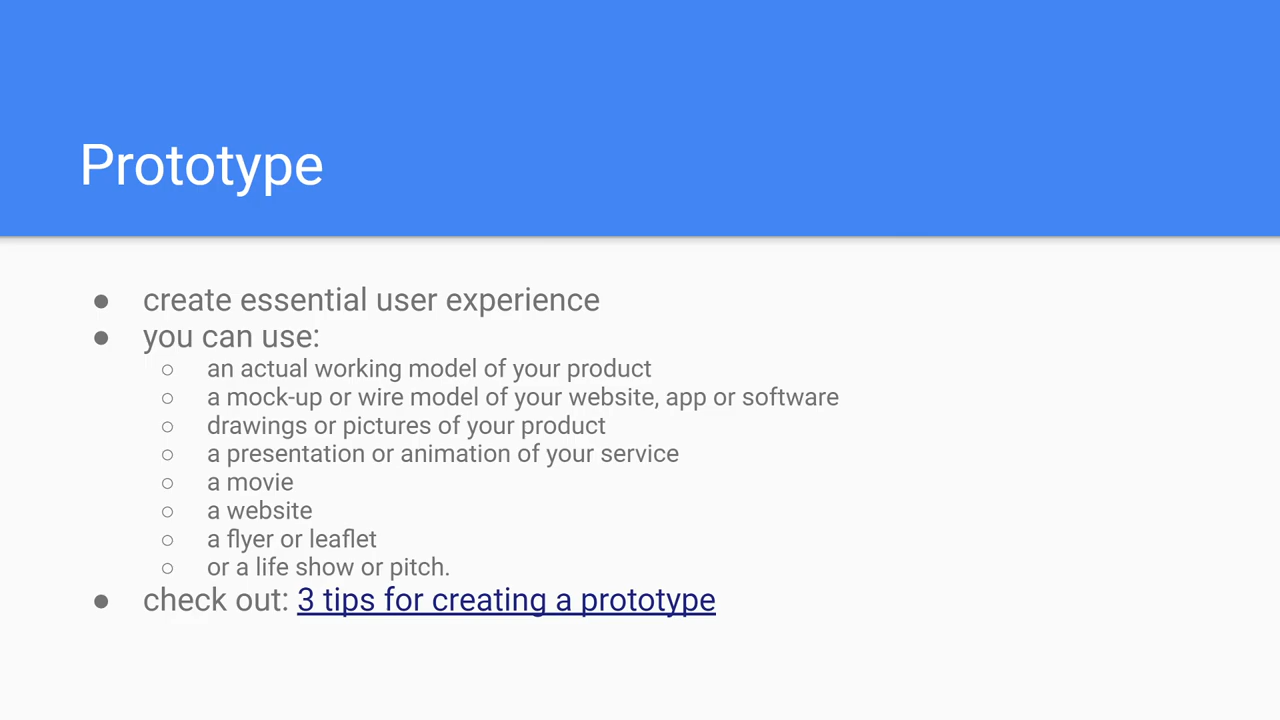 Prototype
● create essential user experience
● you can use:
○ an actual working model of your product
○ a mock-up or wire model of your website, app or software
○ drawings or pictures of your product
○ a presentation or animation of your service
○ a movie
○ a website
○ a flyer or leaflet
○ or a life show or pitch.
● check out: 3 tips for creating a prototype